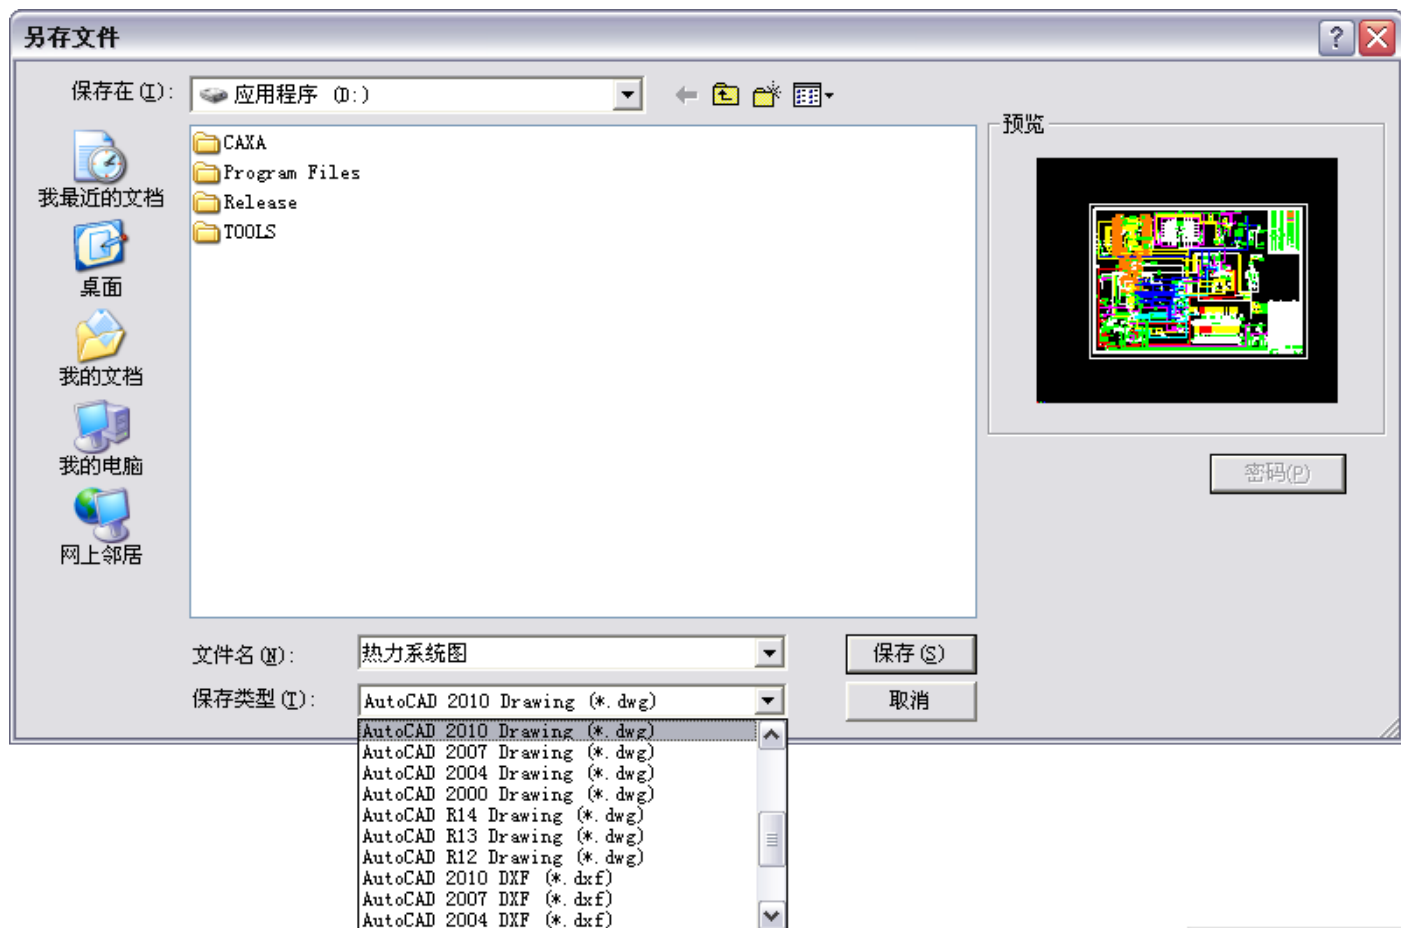 另存文件
保存在(I):
应用程序 (D:)
我最近的文档
桌面
我的文档
我的电脑
网上邻居
CAXA
Program Files
Release
TOOLS
预览
密码(P)
文件名(N):
热力系统图
保存(S)
保存类型(T):
AutoCAD 2010 Drawing (*.dwg)
取消
AutoCAD 2010 Drawing (*.dwg)
AutoCAD 2007 Drawing (*.dwg)
AutoCAD 2004 Drawing (*.dwg)
AutoCAD 2000 Drawing (*.dwg)
AutoCAD R14 Drawing (*.dwg)
AutoCAD R13 Drawing (*.dwg)
AutoCAD R12 Drawing (*.dwg)
AutoCAD 2010 DXF (*.dxf)
AutoCAD 2007 DXF (*.dxf)
AutoCAD 2004 DXF (*.dxf)